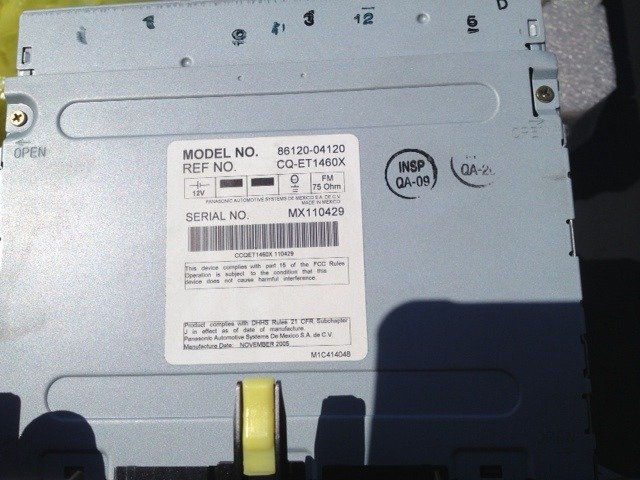 3 12 5 D
OPEN
OPEN
MODEL NO. 86120-04120
REF NO. CQ-ET1460X
12V
FM
75 Ohm
PANASONIC AUTOMOTIVE SYSTEMS DE MEXICO S.A. DE C.V.
MADE IN MEXICO
SERIAL NO. MX110429
CCQET1460X 110429
This device complies with part 15 of the FCC Rules
Operation is subject to the condition that this
device does not cause harmful interference.
Product complies with DHHS Rules 21 CFR Subchapter
J in effect as of date of manufacture.
Panasonic Automotive Systems De Mexico S.A. de C.V.
Manufacture Date: NOVEMBER 2005
M1C414048
INSP
QA-09
OPEN